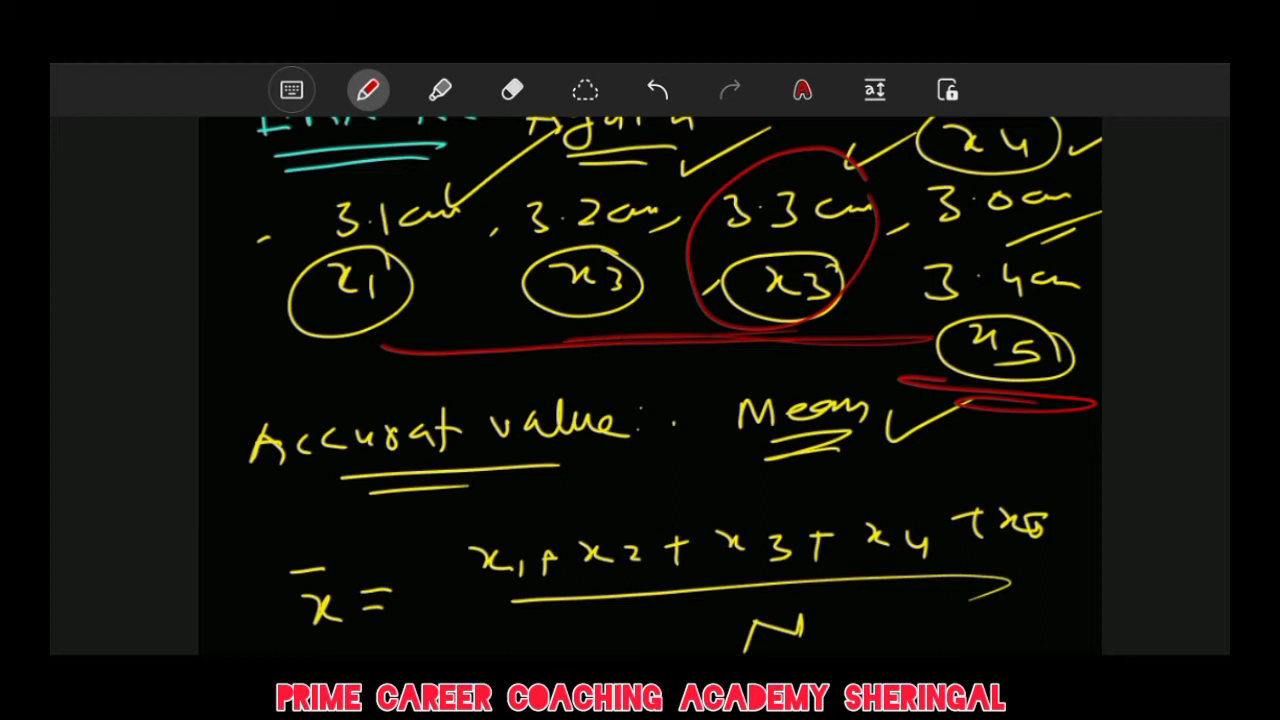 Again
x4
3.1cm, 3.2cm, 3.3cm, 3.0cm
x1 x3 x3 3.4cm
x5
Accurat value: Mean
x̄ = x1+x2+x3+x4+x5
N
PRIME CAREER COACHING ACADEMY SHERINGAL